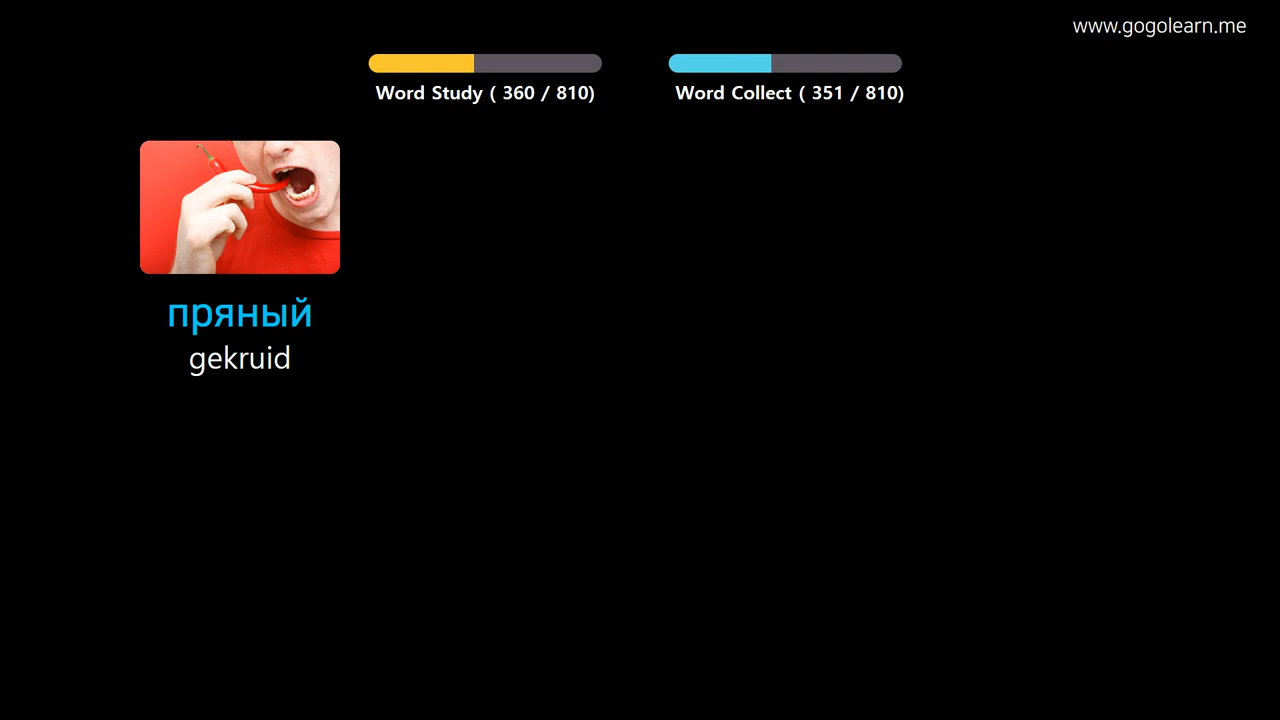 www.gogolearn.me
Word Study ( 360 / 810)
Word Collect ( 351 / 810)
пряный
gekruid